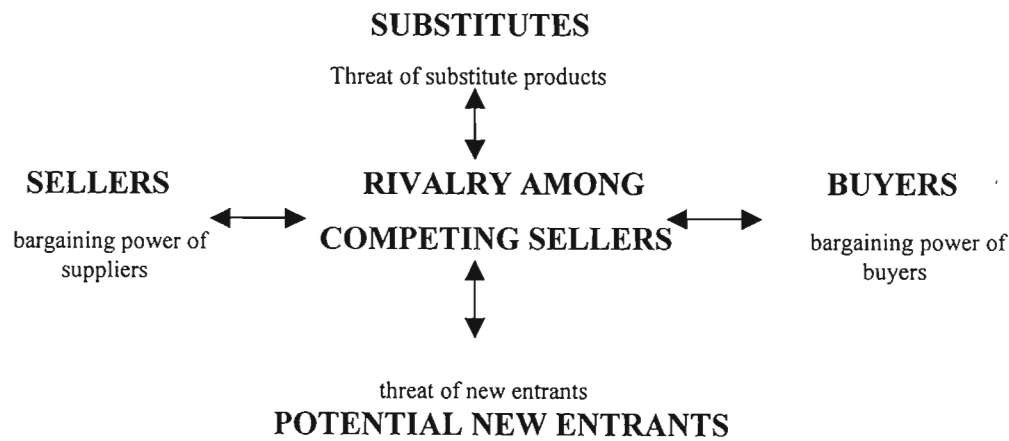 SUBSTITUTES
Threat of substitute products
SELLERS
bargaining power of
suppliers
RIVALRY AMONG
COMPETING SELLERS
BUYERS
bargaining power of
buyers
threat of new entrants
POTENTIAL NEW ENTRANTS